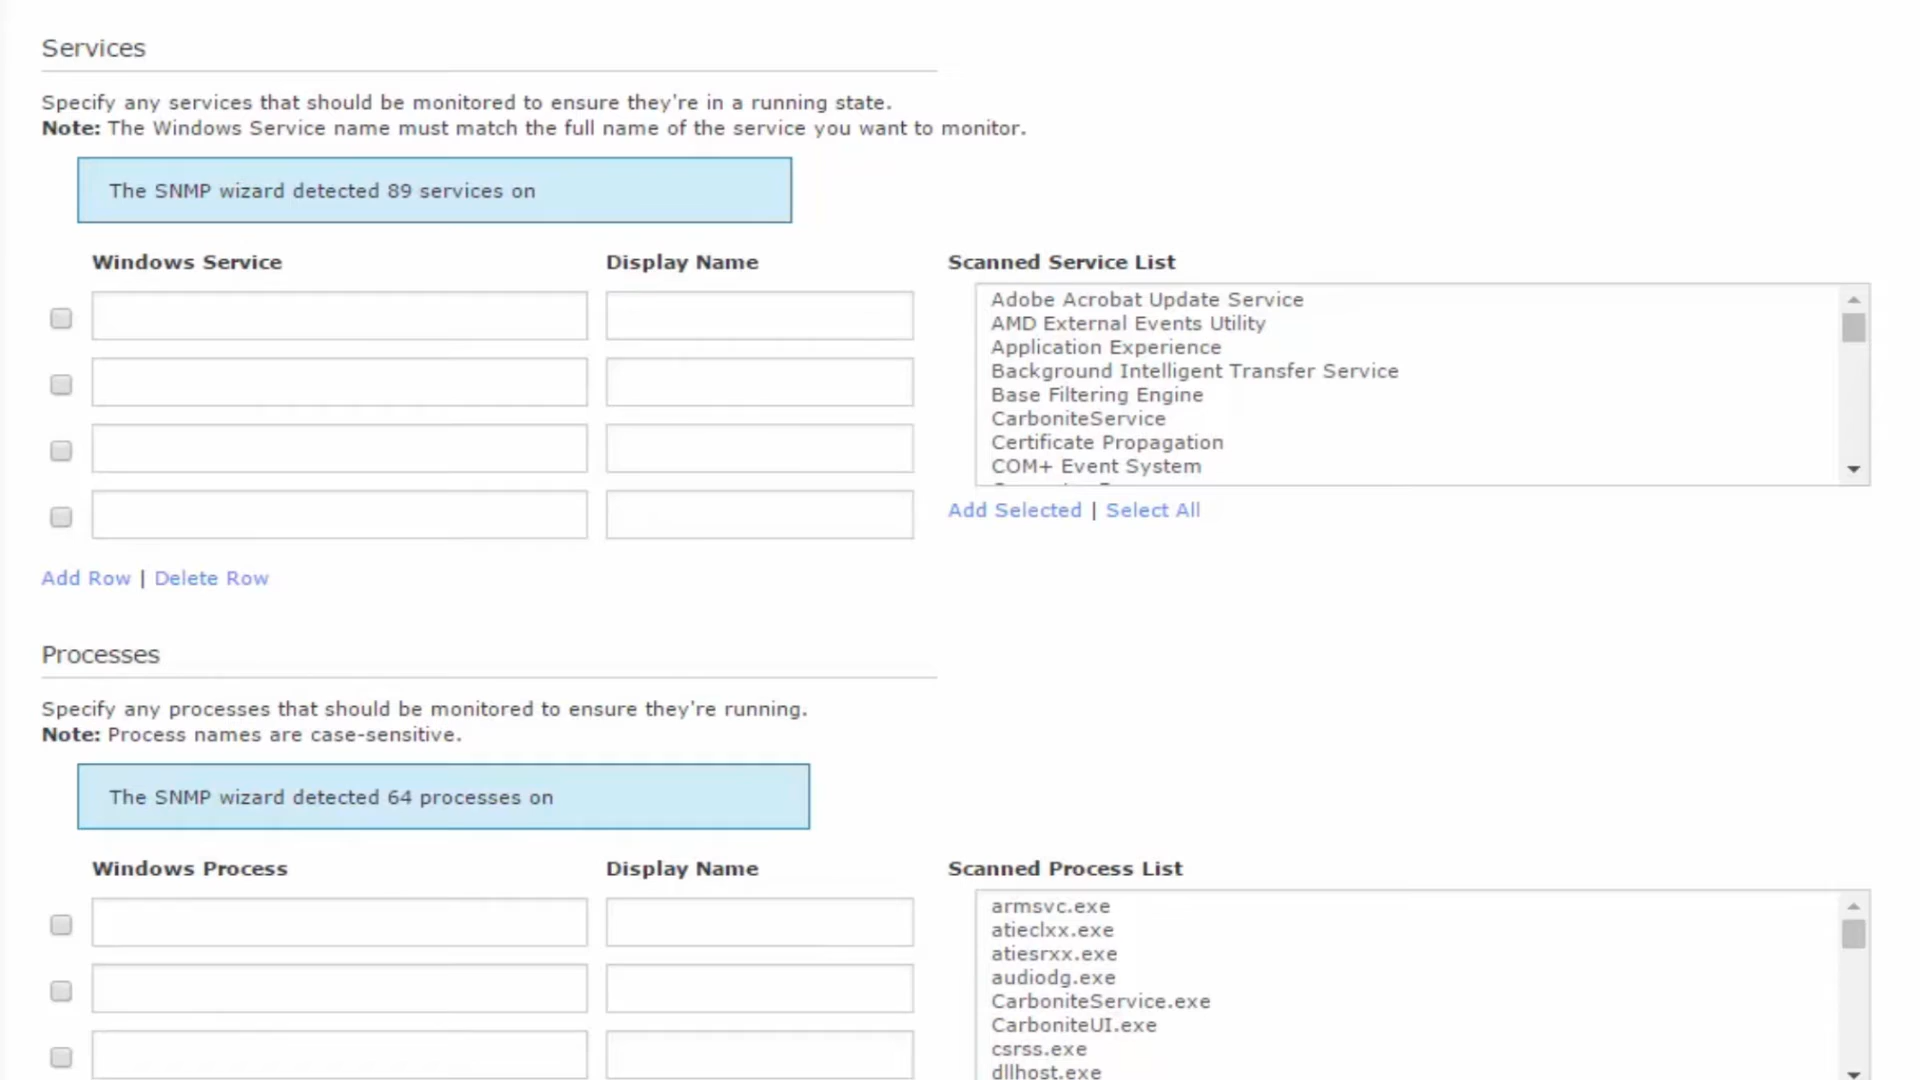 Services
Specify any services that should be monitored to ensure they're in a running state.
Note: The Windows Service name must match the full name of the service you want to monitor.
The SNMP wizard detected 89 services on
Windows Service
Display Name
Scanned Service List
Adobe Acrobat Update Service
AMD External Events Utility
Application Experience
Background Intelligent Transfer Service
Base Filtering Engine
CarboniteService
Certificate Propagation
COM+ Event System
Add Selected | Select All
Add Row | Delete Row
Processes
Specify any processes that should be monitored to ensure they're running.
Note: Process names are case-sensitive.
The SNMP wizard detected 64 processes on
Windows Process
Display Name
Scanned Process List
armsvc.exe
atieclxx.exe
atiesrxx.exe
audiodg.exe
CarboniteService.exe
CarboniteUI.exe
csrss.exe
dllhost.exe